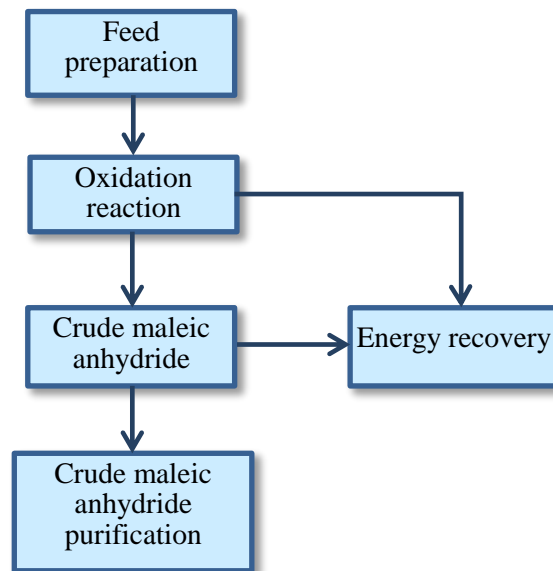 Feed
preparation
Oxidation
reaction
Crude maleic
anhydride
Energy recovery
Crude maleic
anhydride
purification